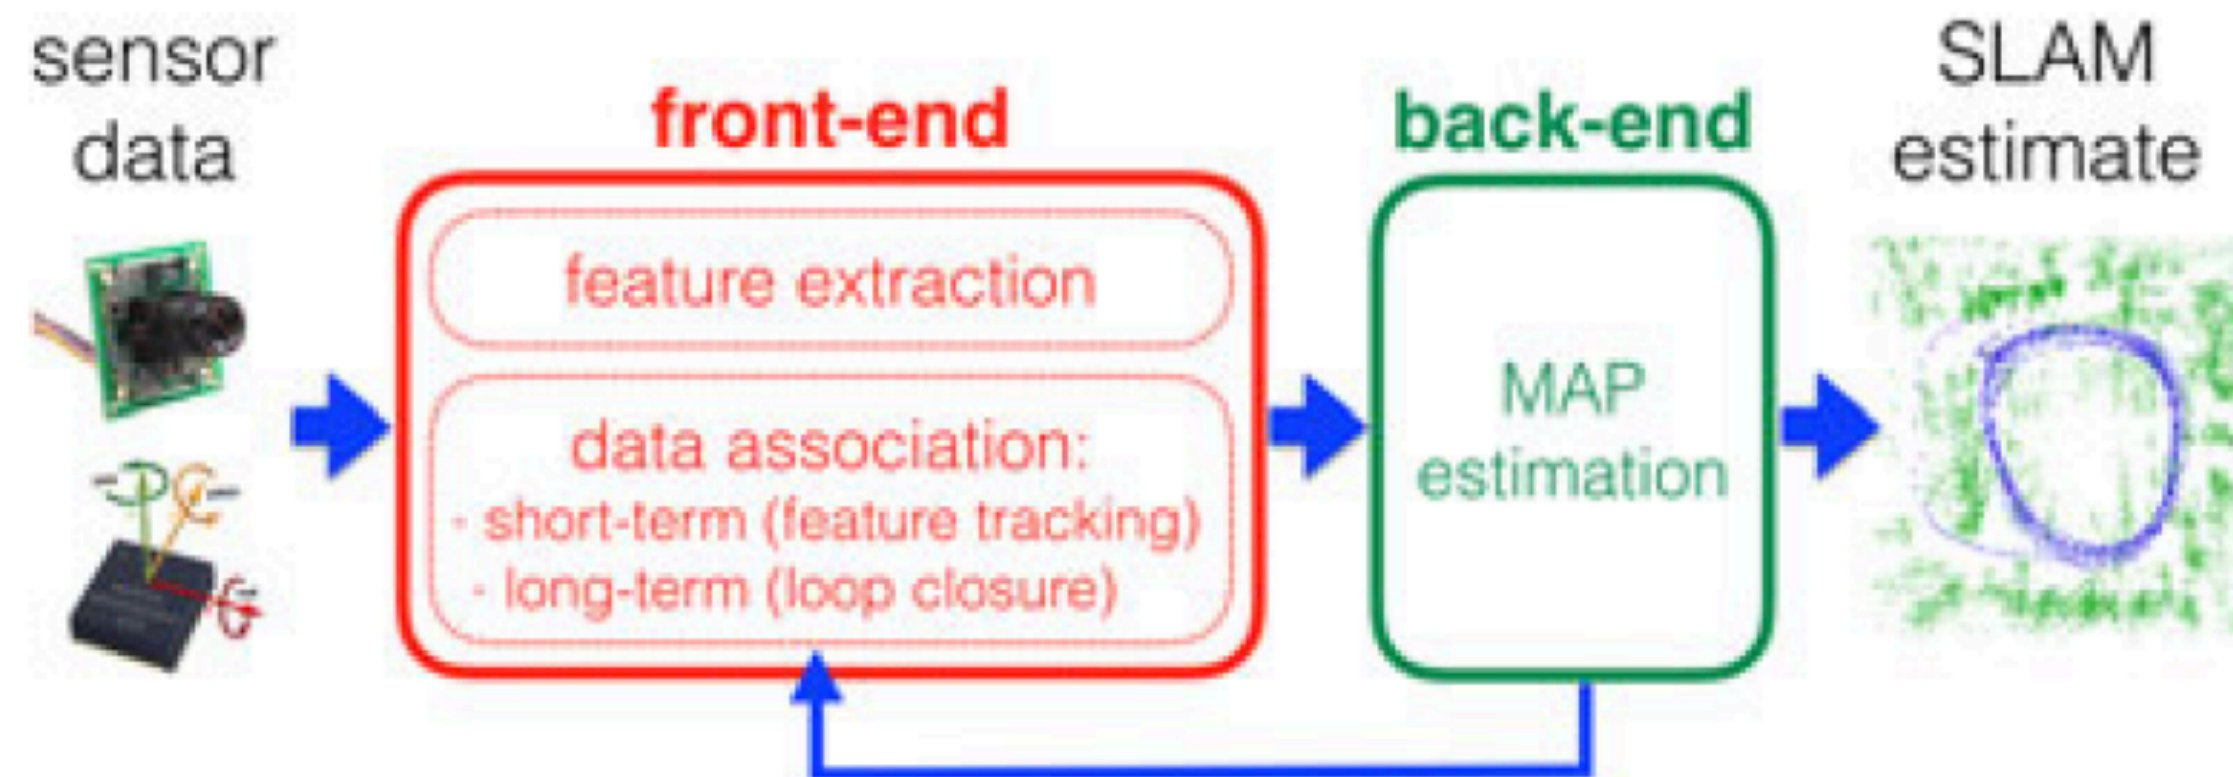 sensor
data
front-end
feature extraction
data association:
- short-term (feature tracking)
- long-term (loop closure)
back-end
MAP
estimation
SLAM
estimate